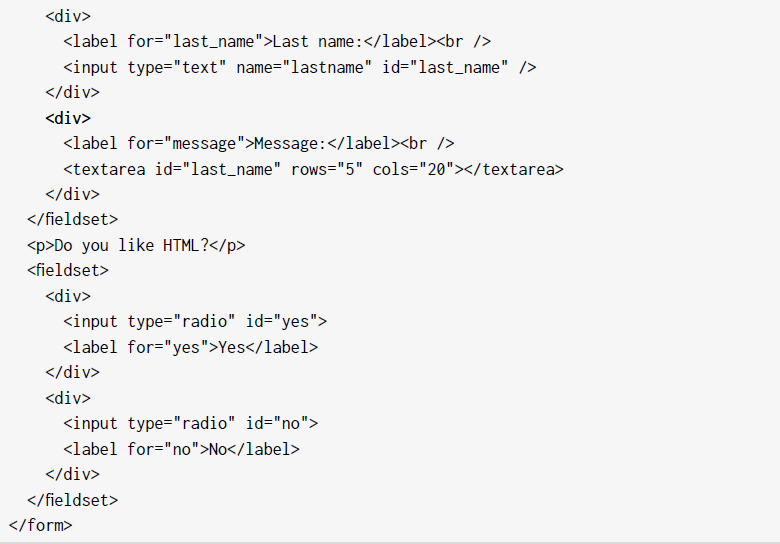 <div>
<label for="last_name">Last name:</label><br />
<input type="text" name="lastname" id="last_name" />
</div>
<div>
<label for="message">Message:</label><br />
<textarea id="last_name" rows="5" cols="20"></textarea>
</div>
</fieldset>
<p>Do you like HTML?</p>
<fieldset>
<div>
<input type="radio" id="yes">
<label for="yes">Yes</label>
</div>
<div>
<input type="radio" id="no">
<label for="no">No</label>
</div>
</fieldset>
</form>